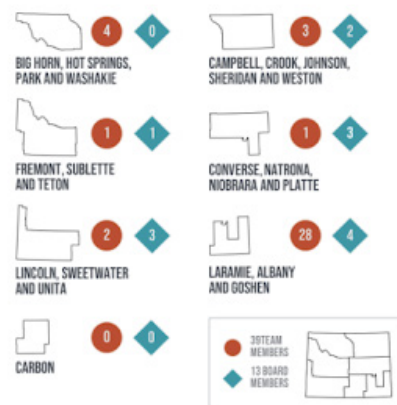 4
0
BIG HORN, HOT SPRINGS,
PARK AND WASHAKIE
3
2
CAMPBELL, CROOK, JOHNSON,
SHERIDAN AND WESTON
1
1
FREMONT, SUBLETTE
AND TETON
1
3
CONVERSE, NATRONA,
NIOBRARA AND PLATTE
2
3
LINCOLN, SWEETWATER
AND UNITA
28
4
LARAMIE, ALBANY
AND GOSHEN
0
0
CARBON
39TEAM
MEMBERS
13 BOARD
MEMBERS